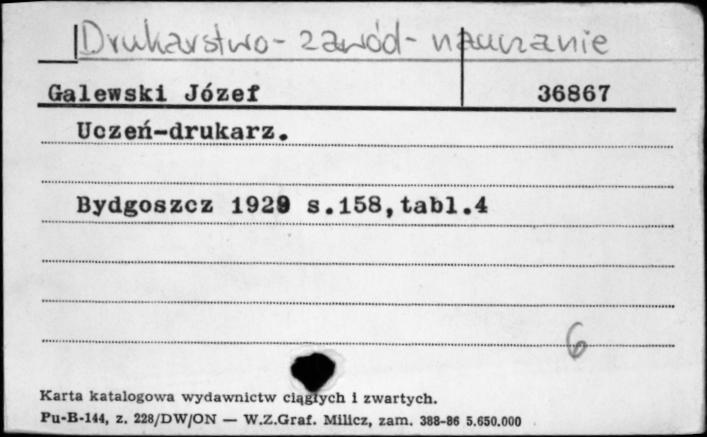 Drukarstwo - zawód - nauczanie
Galewski Józef 36867
Uczeń-drukarz.
Bydgoszcz 1929 s.158,tabl.4
6
Karta katalogowa wydawnictw ciągłych i zwartych.
Pu-B-144, z. 228/DW/ON — W.Z.Graf. Milicz, zam. 388-86 5.650.000